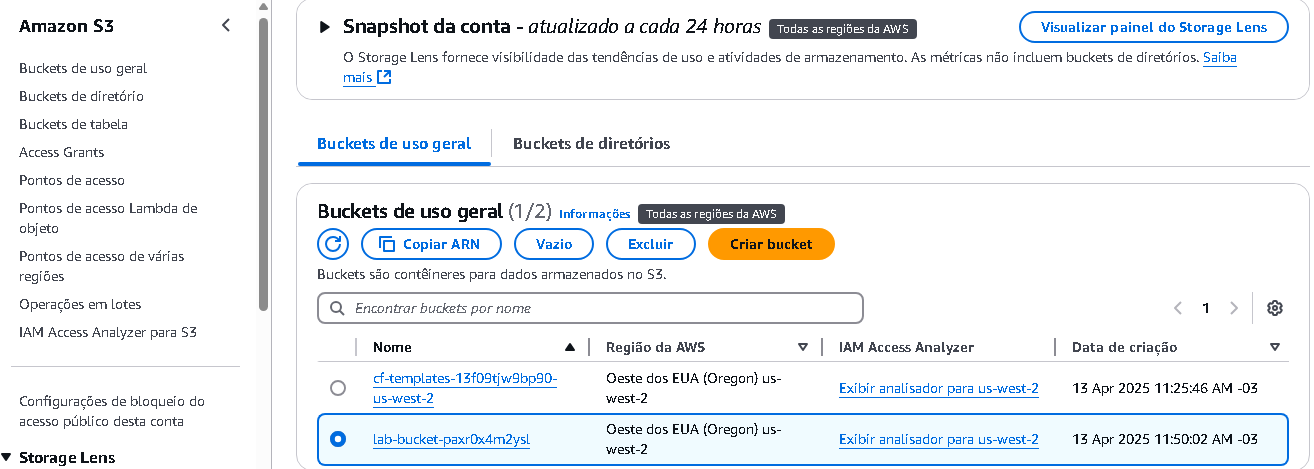 Amazon S3
Buckets de uso geral
Buckets de diretório
Buckets de tabela
Access Grants
Pontos de acesso
Pontos de acesso Lambda de
objeto
Pontos de acesso de várias
regiões
Operações em lotes
IAM Access Analyzer para S3
Configurações de bloqueio do
acesso público desta conta
Storage Lens
Snapshot da conta - atualizado a cada 24 horas Todas as regiões da AWS
Visualizar painel do Storage Lens
O Storage Lens fornece visibilidade das tendências de uso e atividades de armazenamento. As métricas não incluem buckets de diretórios. Saiba
mais
Buckets de uso geral Buckets de diretórios
Buckets de uso geral (1/2) Informações Todas as regiões da AWS
Copiar ARN Vazio Excluir Criar bucket
Buckets são contêineres para dados armazenados no S3.
Encontrar buckets por nome
1
Nome Região da AWS IAM Access Analyzer Data de criação
cf-templates-13f09tjw9bp90-
us-west-2
Oeste dos EUA (Oregon) us-
west-2
Exibir analisador para us-west-2
13 Apr 2025 11:25:46 AM -03
lab-bucket-paxr0x4m2ysl
Oeste dos EUA (Oregon) us-
west-2
Exibir analisador para us-west-2
13 Apr 2025 11:50:02 AM -03